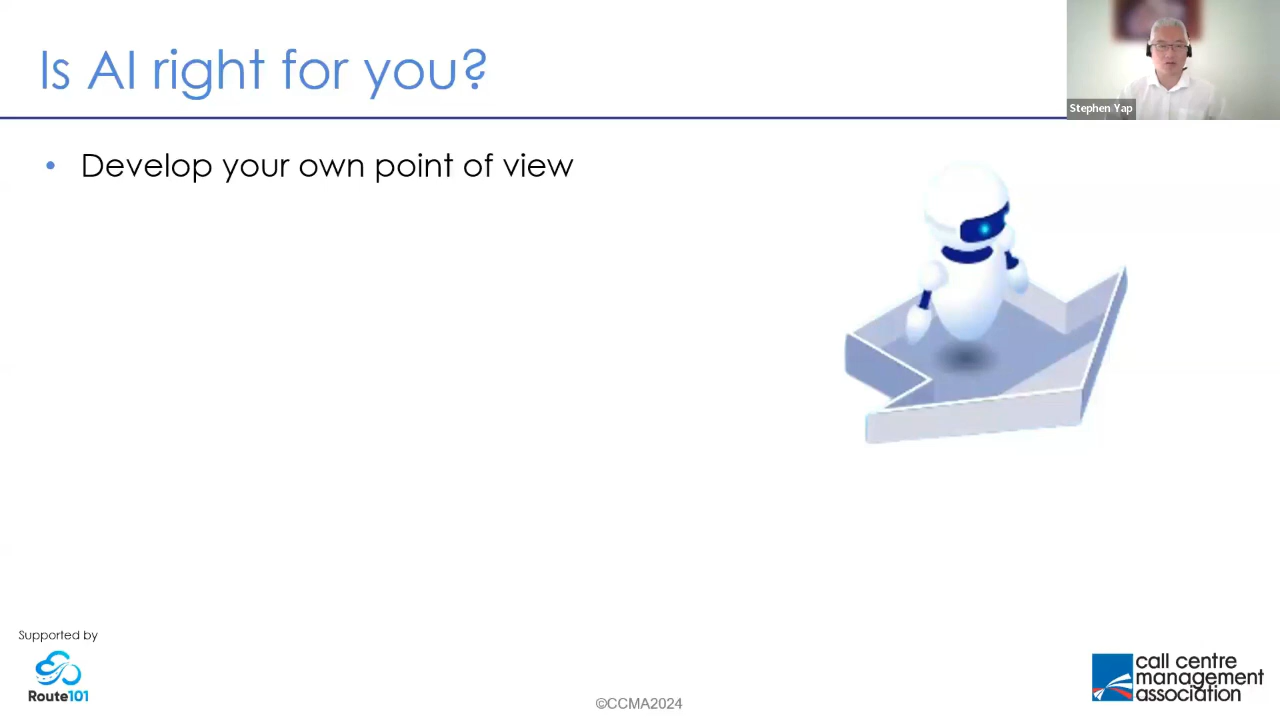 Is AI right for you?
Stephen Yap
• Develop your own point of view
Supported by
Route101
©CCMA2024
call centre
management
association